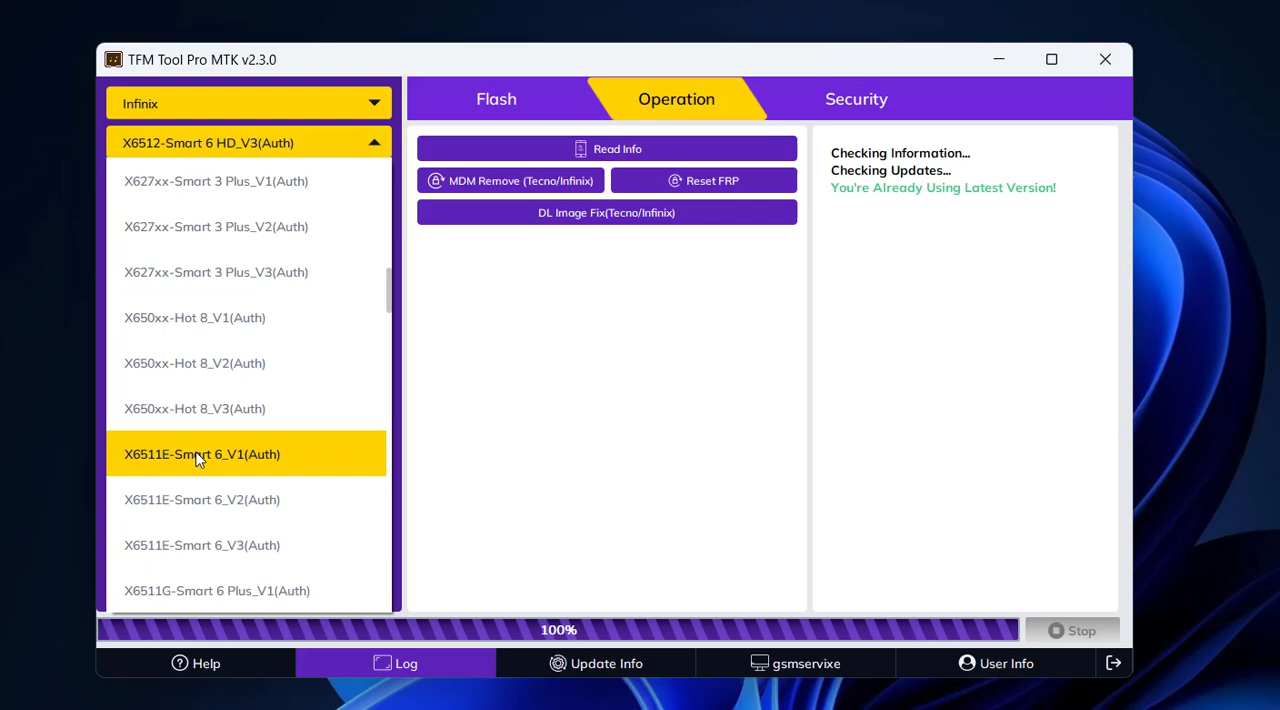 TFM Tool Pro MTK v2.3.0
Infinix
X6512-Smart 6 HD_V3(Auth)
X627xx-Smart 3 Plus_V1(Auth)
X627xx-Smart 3 Plus_V2(Auth)
X627xx-Smart 3 Plus_V3(Auth)
X650xx-Hot 8_V1(Auth)
X650xx-Hot 8_V2(Auth)
X650xx-Hot 8_V3(Auth)
X6511E-Smart 6_V1(Auth)
X6511E-Smart 6_V2(Auth)
X6511E-Smart 6_V3(Auth)
X6511G-Smart 6 Plus_V1(Auth)
Flash
Operation
Security
Read Info
MDM Remove (Tecno/Infinix)
Reset FRP
DL Image Fix(Tecno/Infinix)
Checking Information...
Checking Updates...
You're Already Using Latest Version!
100%
Stop
Help
Log
Update Info
gsmservixe
User Info